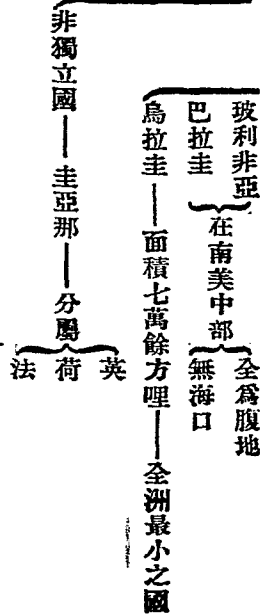 玻利非亞
巴拉圭
在南美中部
全爲腹地
無海口
烏拉圭——面積七萬餘方哩——全洲最小之國
非獨立國——圭亞那——分屬
英
荷
法